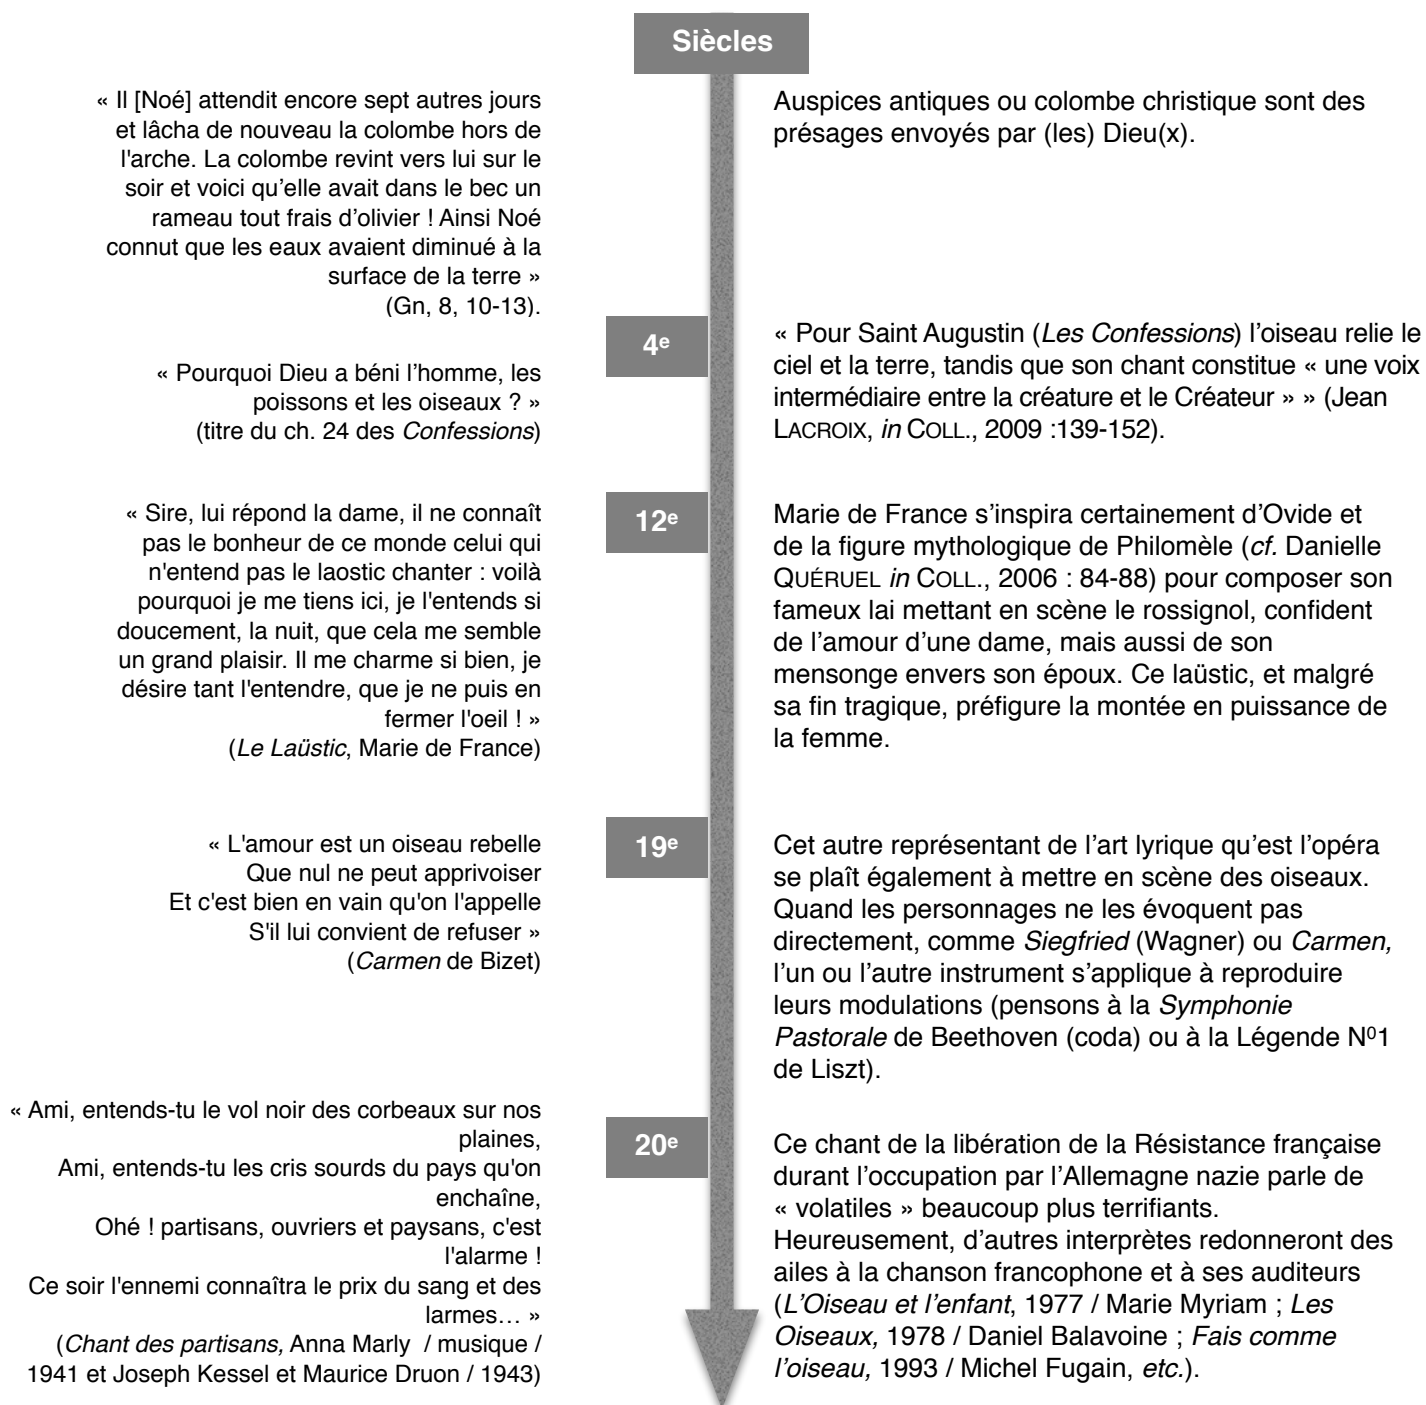 Siècles
« Il [Noé] attendit encore sept autres jours
et lâcha de nouveau la colombe hors de
l'arche. La colombe revint vers lui sur le
soir et voici qu’elle avait dans le bec un
rameau tout frais d’olivier ! Ainsi Noé
connut que les eaux avaient diminué à la
surface de la terre »
(Gn, 8, 10-13).
Auspices antiques ou colombe christique sont des
présages envoyés par (les) Dieu(x).
4e
« Pourquoi Dieu a béni l’homme, les
poissons et les oiseaux ? »
(titre du ch. 24 des Confessions)
« Pour Saint Augustin (Les Confessions) l’oiseau relie le
ciel et la terre, tandis que son chant constitue « une voix
intermédiaire entre la créature et le Créateur » » (Jean
LACROIX, in COLL., 2009 :139-152).
12e
« Sire, lui répond la dame, il ne connaît
pas le bonheur de ce monde celui qui
n'entend pas le laostic chanter : voilà
pourquoi je me tiens ici, je l'entends si
doucement, la nuit, que cela me semble
un grand plaisir. Il me charme si bien, je
désire tant l'entendre, que je ne puis en
fermer l'oeil ! »
(Le Laüstic, Marie de France)
Marie de France s’inspira certainement d’Ovide et
de la figure mythologique de Philomèle (cf. Danielle
QUÉRUEL in COLL., 2006 : 84-88) pour composer son
fameux lai mettant en scène le rossignol, confident
de l’amour d’une dame, mais aussi de son
mensonge envers son époux. Ce laüstic, et malgré
sa fin tragique, préfigure la montée en puissance de
la femme.
19e
« L'amour est un oiseau rebelle
Que nul ne peut apprivoiser
Et c'est bien en vain qu'on l'appelle
S'il lui convient de refuser »
(Carmen de Bizet)
Cet autre représentant de l’art lyrique qu’est l’opéra
se plaît également à mettre en scène des oiseaux.
Quand les personnages ne les évoquent pas
directement, comme Siegfried (Wagner) ou Carmen,
l’un ou l’autre instrument s’applique à reproduire
leurs modulations (pensons à la Symphonie
Pastorale de Beethoven (coda) ou à la Légende N⁰1
de Liszt).
20e
« Ami, entends-tu le vol noir des corbeaux sur nos
plaines,
Ami, entends-tu les cris sourds du pays qu'on
enchaîne,
Ohé ! partisans, ouvriers et paysans, c'est
l'alarme !
Ce soir l'ennemi connaîtra le prix du sang et des
larmes… »
(Chant des partisans, Anna Marly / musique /
1941 et Joseph Kessel et Maurice Druon / 1943)
Ce chant de la libération de la Résistance française
durant l’occupation par l’Allemagne nazie parle de
« volatiles » beaucoup plus terrifiants.
Heureusement, d’autres interprètes redonneront des
ailes à la chanson francophone et à ses auditeurs
(L’Oiseau et l’enfant, 1977 / Marie Myriam ; Les
Oiseaux, 1978 / Daniel Balavoine ; Fais comme
l’oiseau, 1993 / Michel Fugain, etc.).